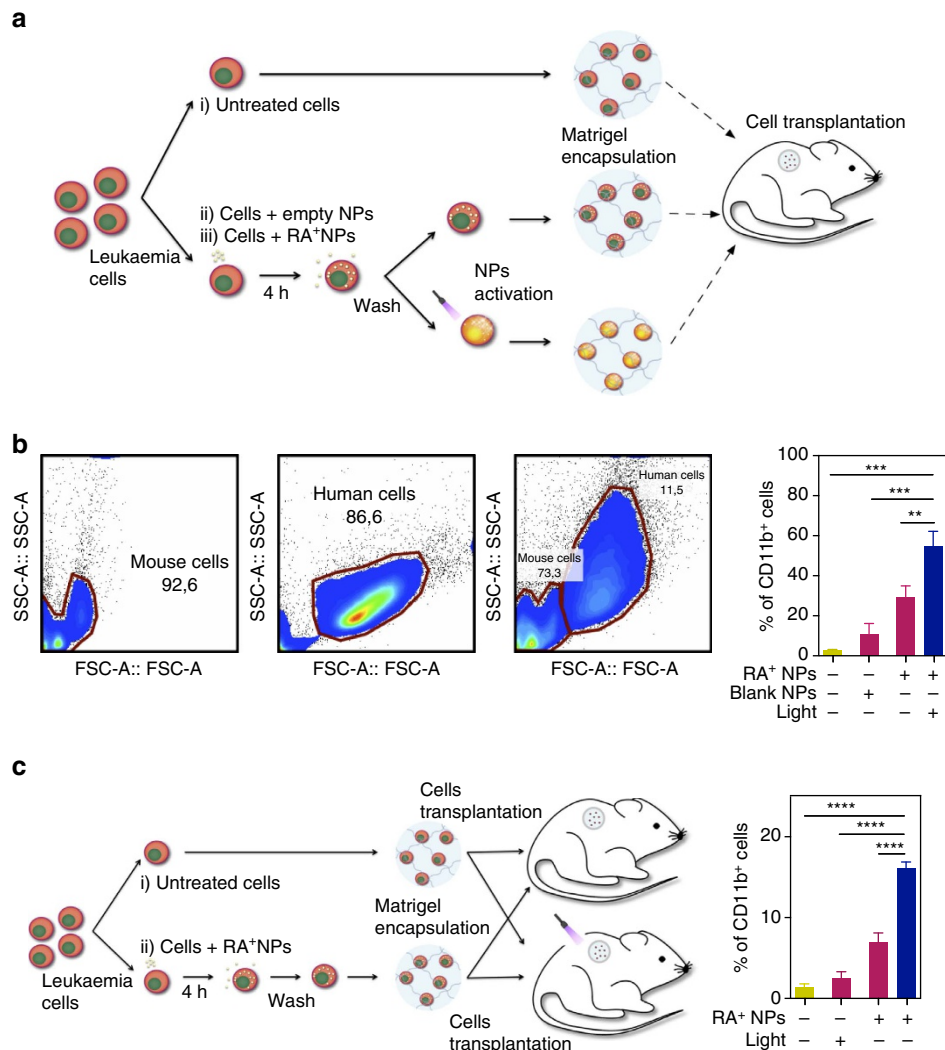 a
i) Untreated cells
Leukaemia
cells
ii) Cells + empty NPs
iii) Cells + RA⁺NPs
4 h
Wash
NPs
activation
Matrigel
encapsulation
Cell transplantation
b
SSC-A:: SSC-A
Mouse cells
92,6
FSC-A:: FSC-A
SSC-A:: SSC-A
Human cells
86,6
FSC-A:: FSC-A
SSC-A:: SSC-A
Human cells
11,5
Mouse cells
73,3
FSC-A:: FSC-A
% of CD11b⁺ cells
100
80
60
40
20
0
***
***
**
RA⁺ NPs – – + +
Blank NPs – + – –
Light – – – +
c
i) Untreated cells
Leukaemia
cells
ii) Cells + RA⁺NPs
4 h
Wash
Matrigel
encapsulation
Cells
transplantation
Cells
transplantation
% of CD11b⁺ cells
20
10
0
****
****
****
RA⁺ NPs – – + +
Light – + – +